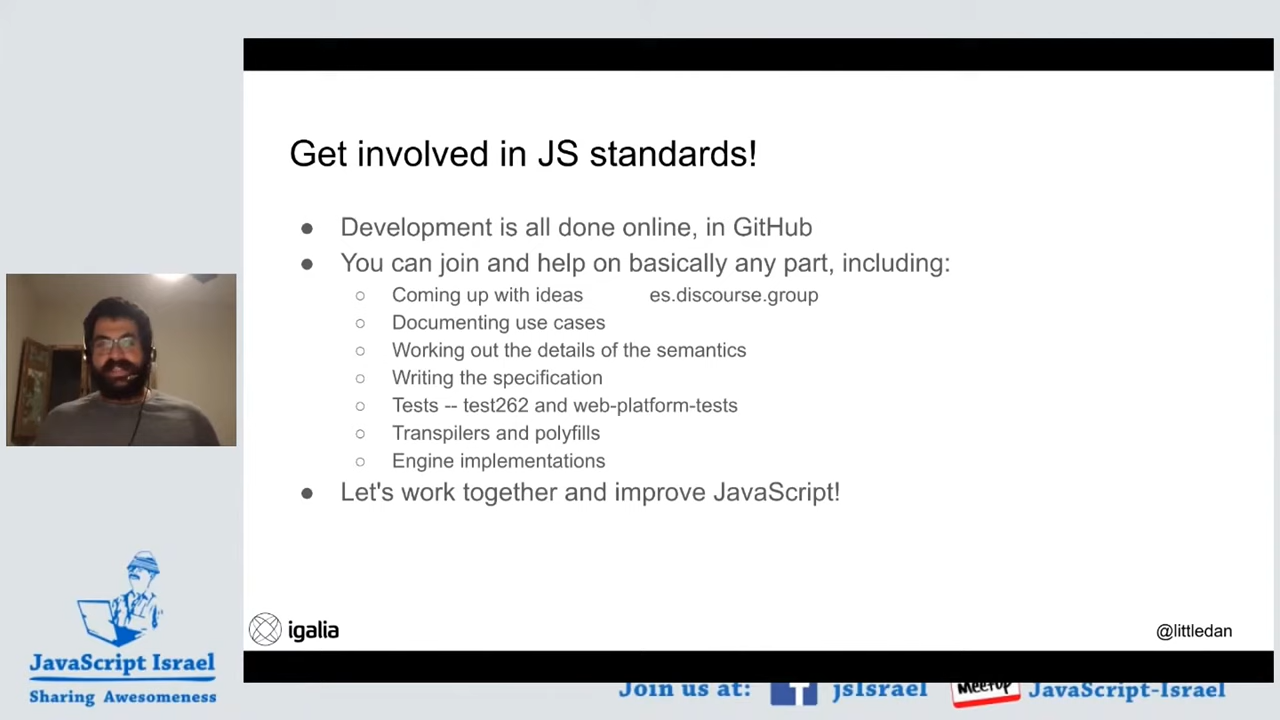 Get involved in JS standards!
● Development is all done online, in GitHub
● You can join and help on basically any part, including:
○ Coming up with ideas es.discourse.group
○ Documenting use cases
○ Working out the details of the semantics
○ Writing the specification
○ Tests -- test262 and web-platform-tests
○ Transpilers and polyfills
○ Engine implementations
● Let's work together and improve JavaScript!
igalia
@littledan
JavaScript Israel
Sharing Awesomeness
Join us at: f jsIsrael Meetup JavaScript-Israel